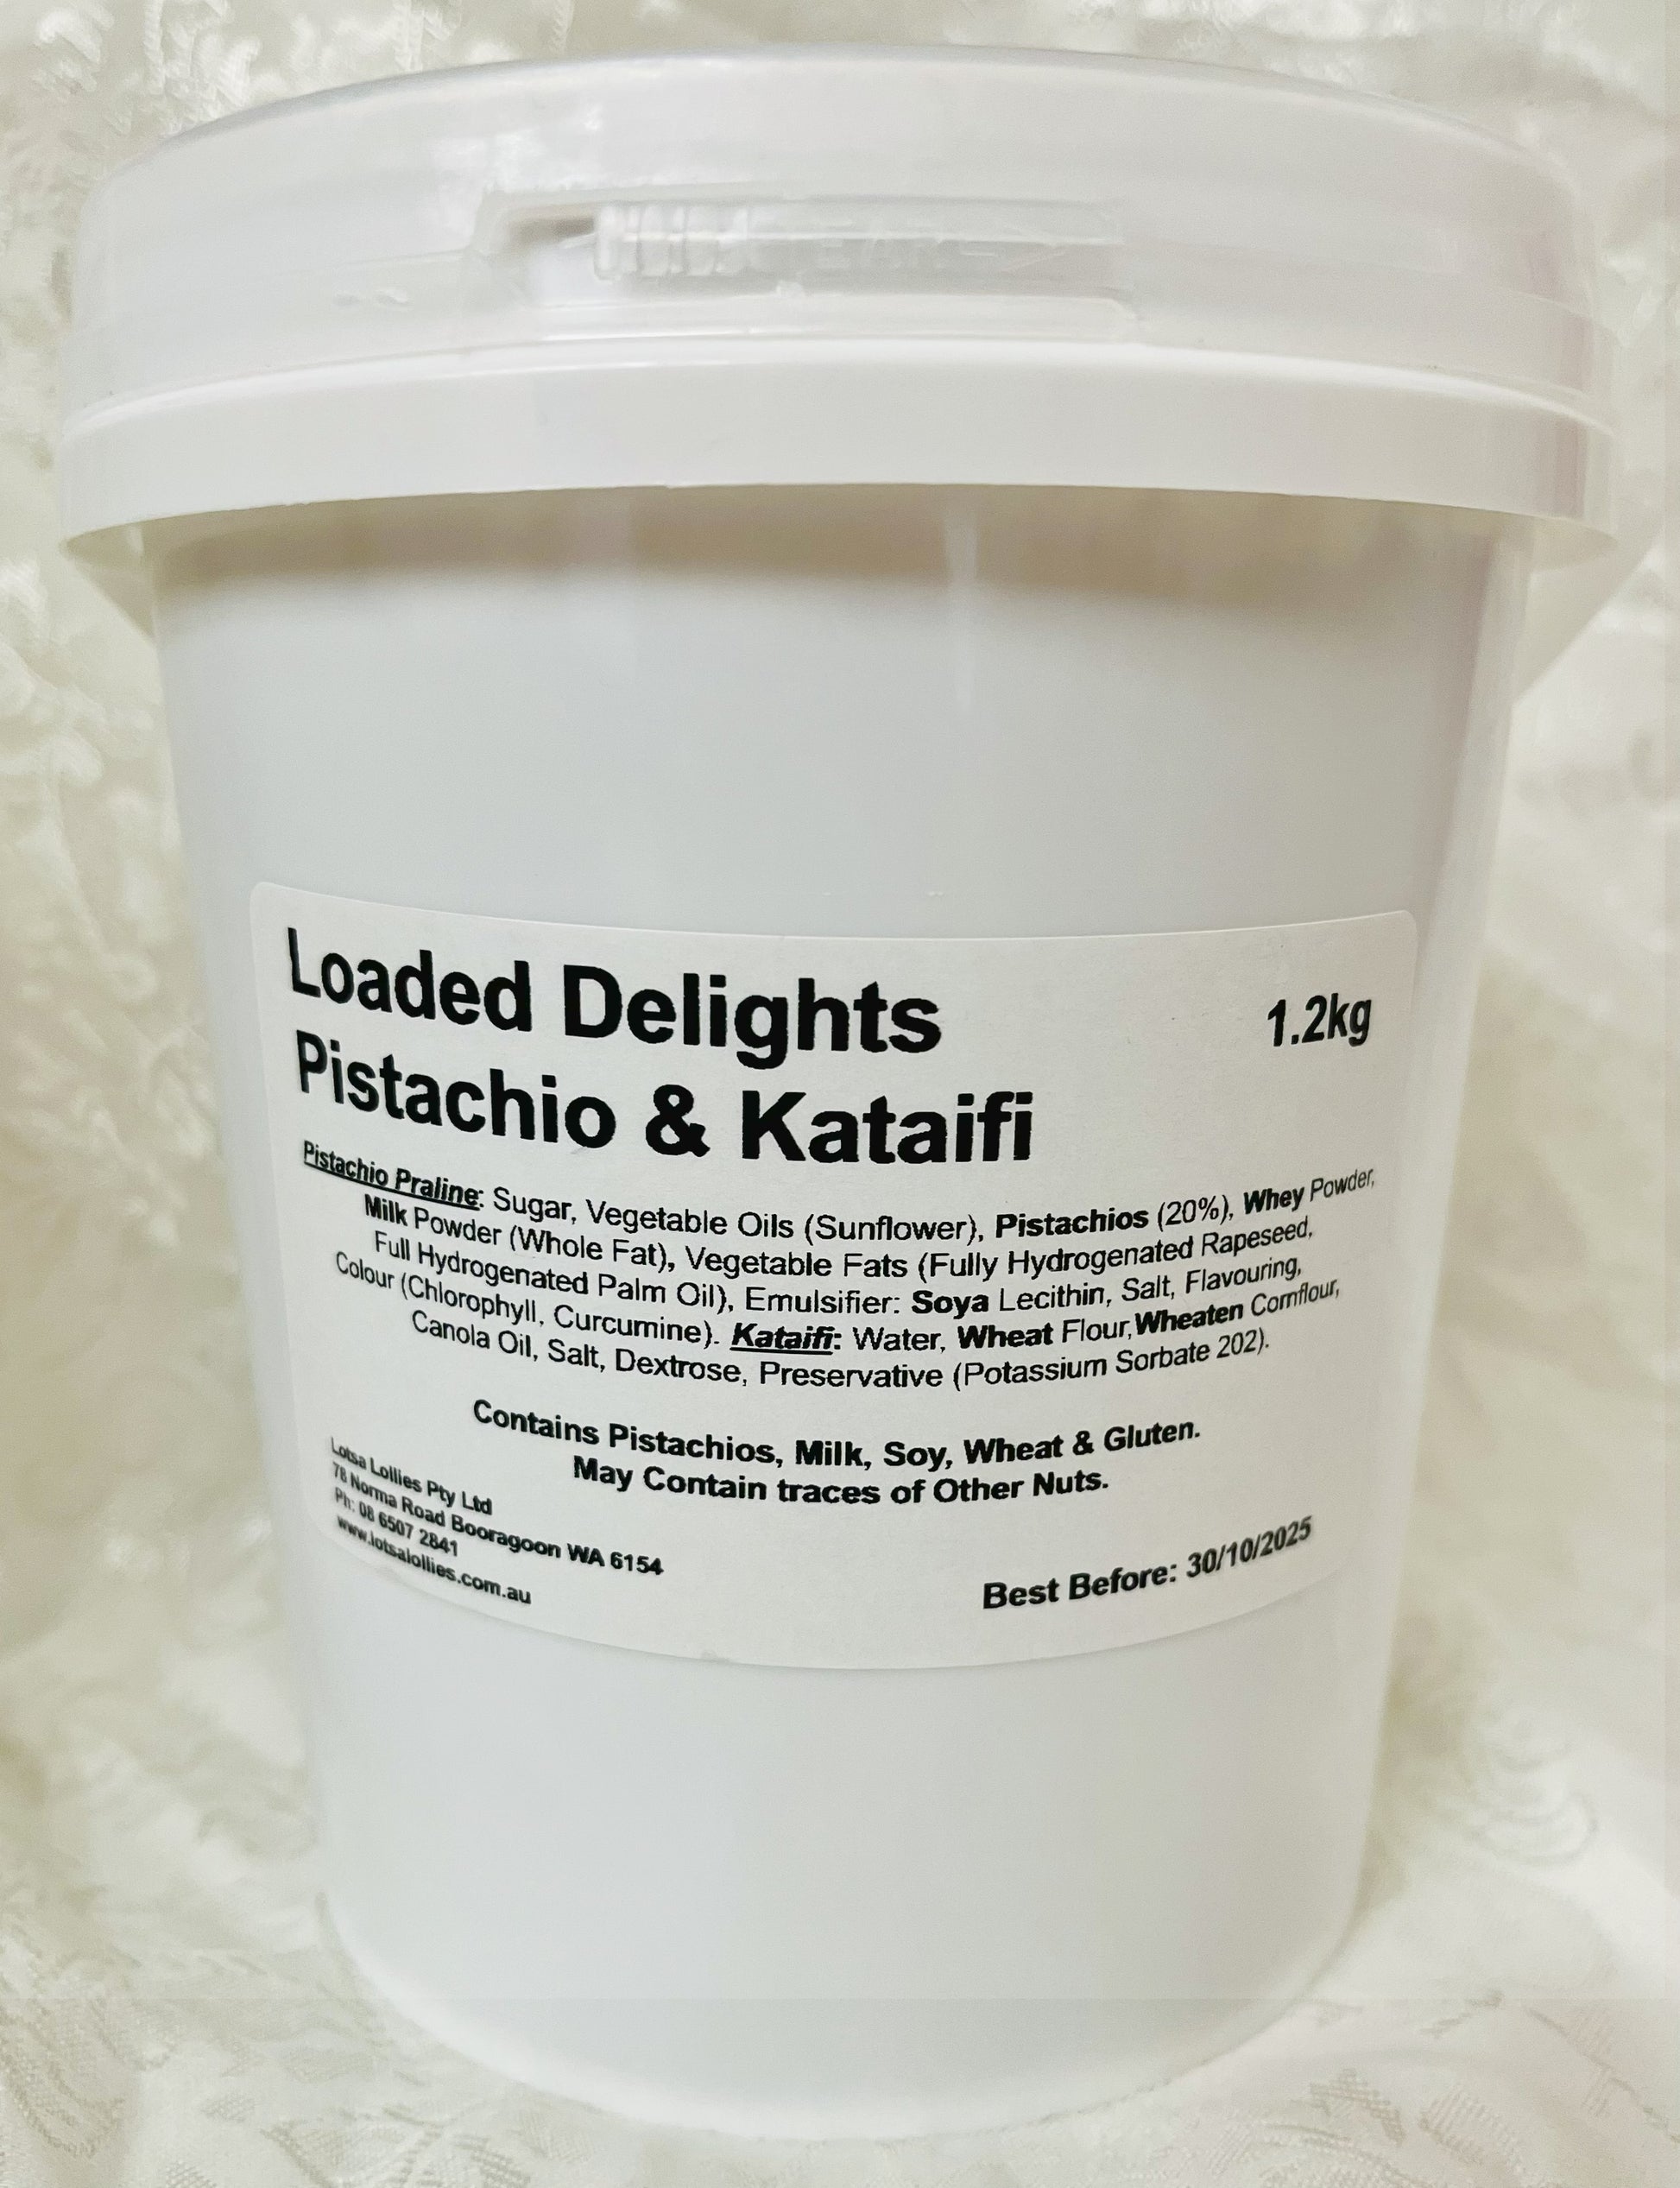 Loaded Delights
1.2kg
Pistachio & Kataifi
Pistachio Praline: Sugar, Vegetable Oils (Sunflower), Pistachios (20%), Whey Powder,
Milk Powder (Whole Fat), Vegetable Fats (Fully Hydrogenated Rapeseed,
Full Hydrogenated Palm Oil), Emulsifier: Soya Lecithin, Salt, Flavouring,
Colour (Chlorophyll, Curcumine). Kataifi: Water, Wheat Flour,Wheaten Cornflour,
Canola Oil, Salt, Dextrose, Preservative (Potassium Sorbate 202).
Contains Pistachios, Milk, Soy, Wheat & Gluten.
May Contain traces of Other Nuts.
Lotsa Lollies Pty Ltd
78 Norma Road Booragoon WA 6154
Ph: 08 6507 2841
www.lotsalollies.com.au
Best Before: 30/10/2025